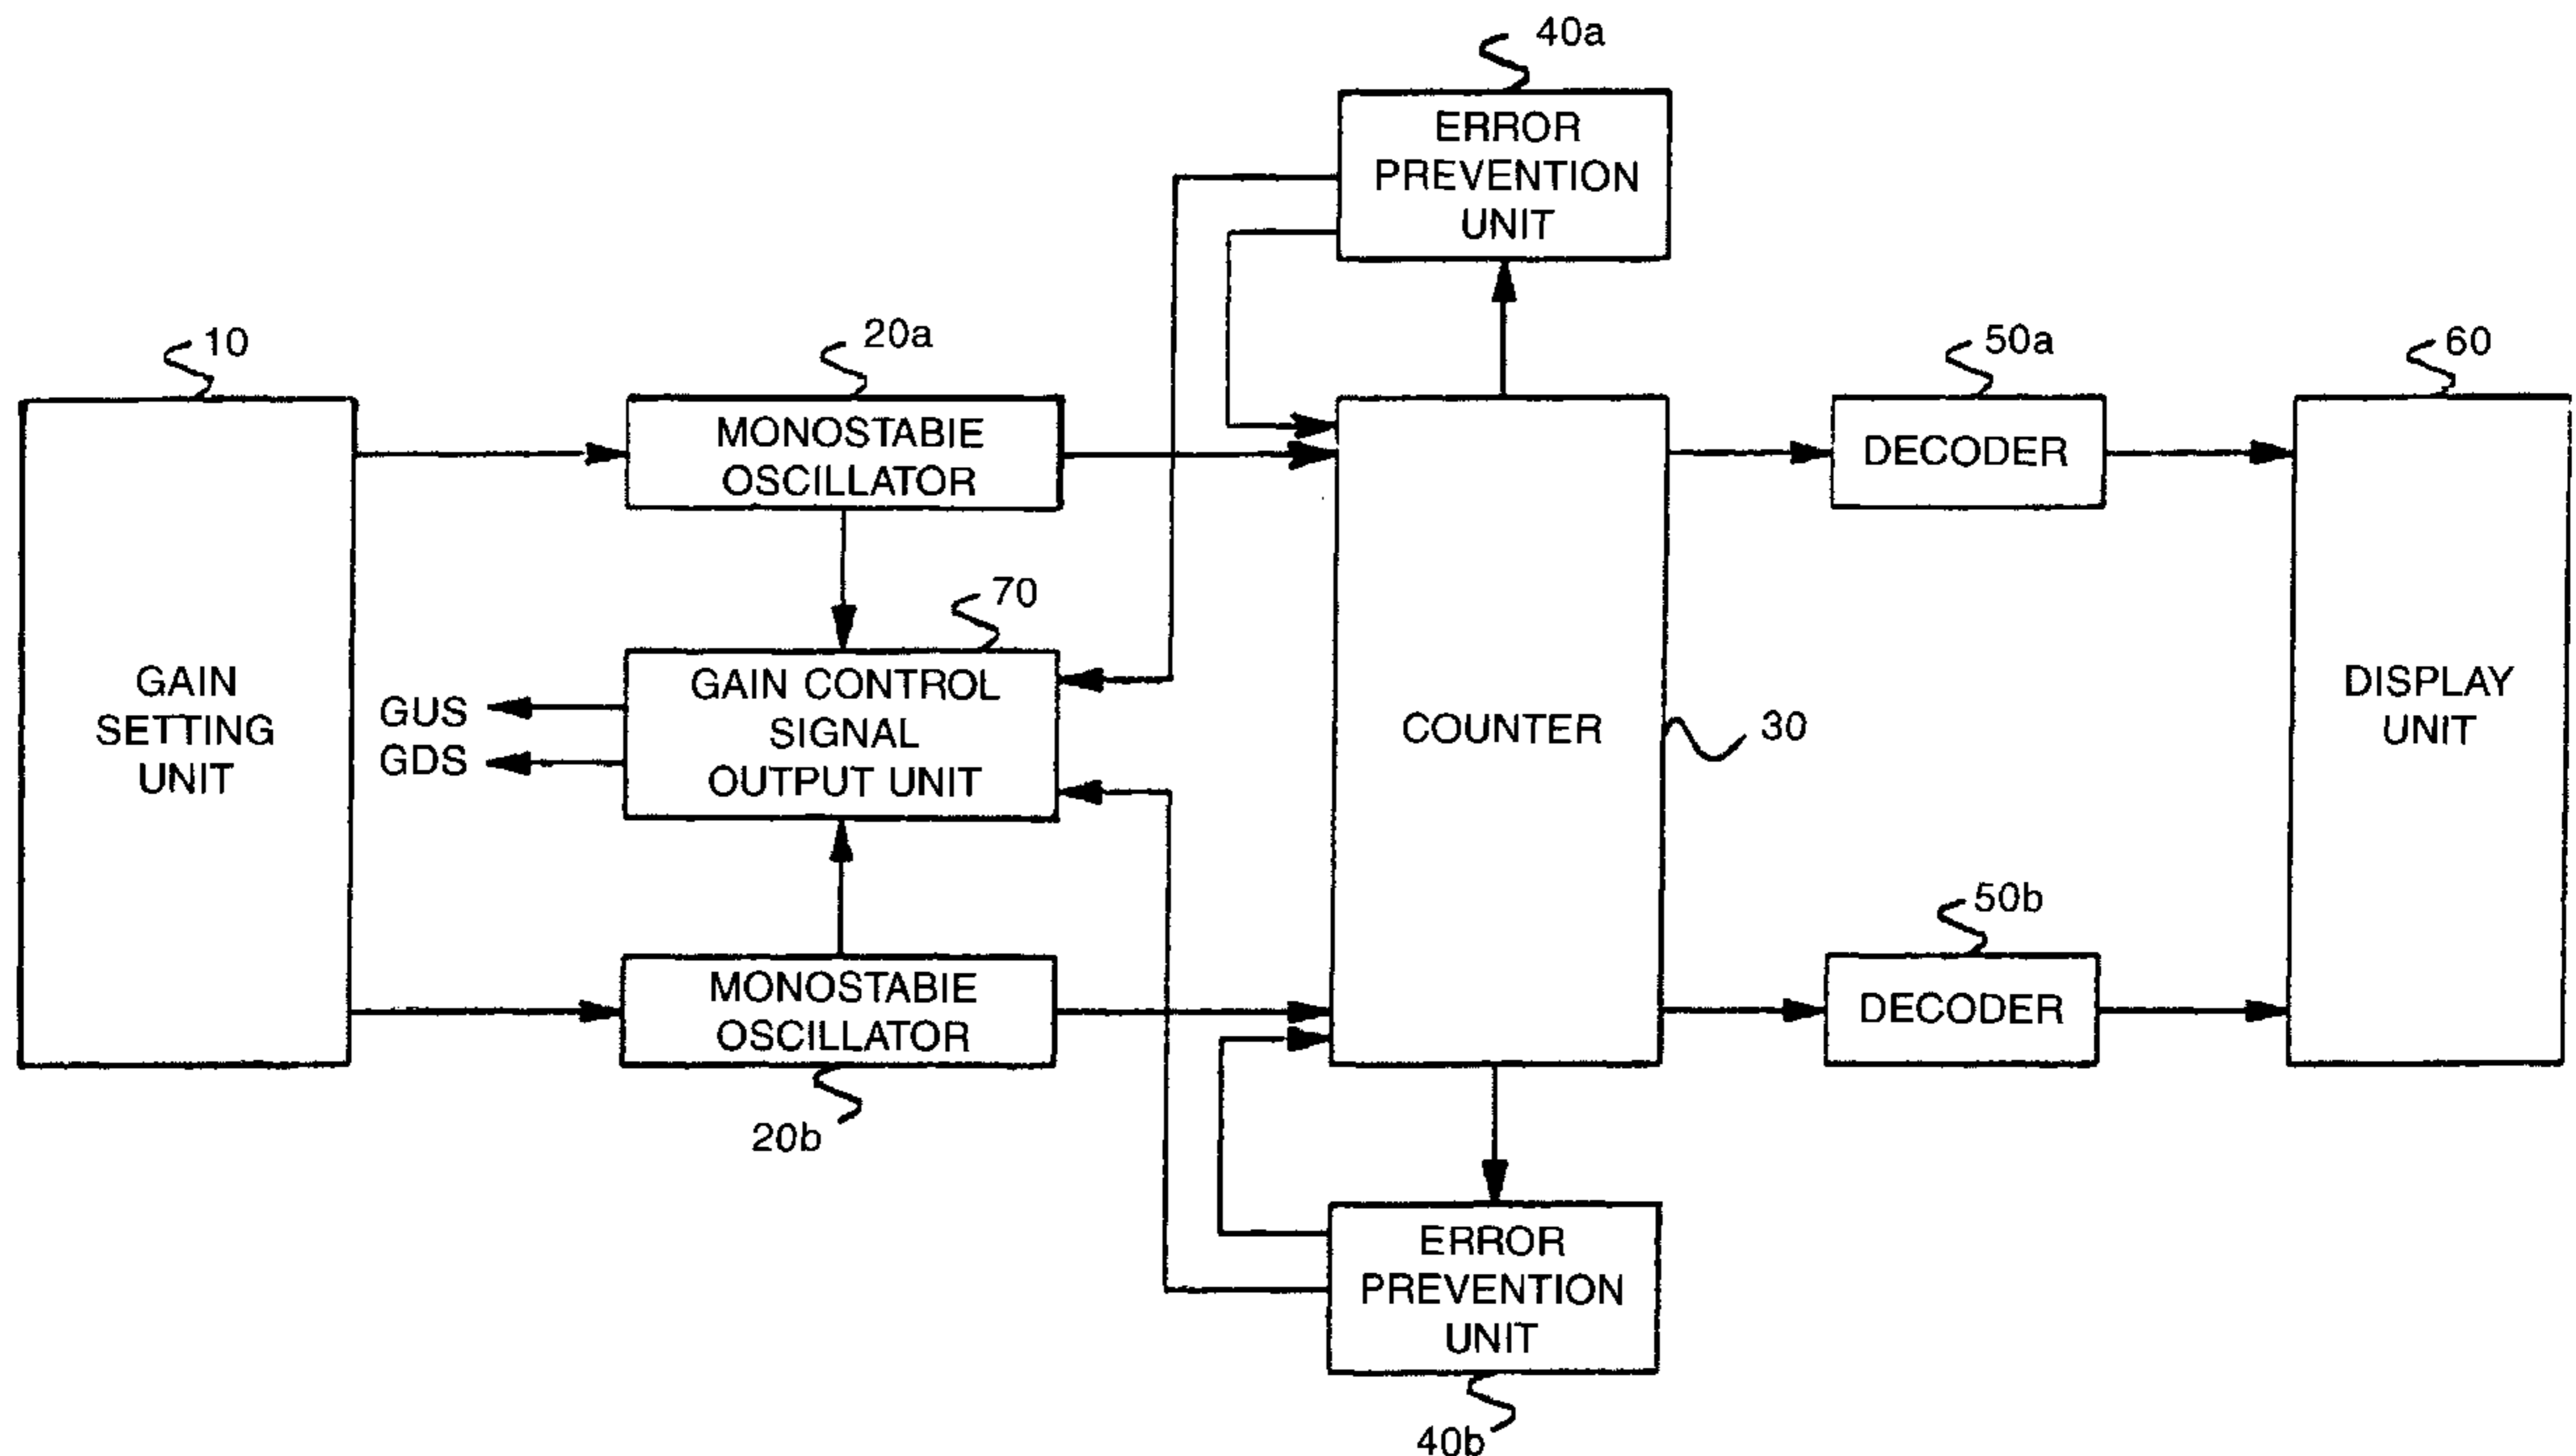 40a
ERROR
PREVENTION
UNIT
10
20a
50a
60
MONOSTABIE
OSCILLATOR
DECODER
70
GAIN
SETTING
UNIT
GUS
GDS
GAIN CONTROL
SIGNAL
OUTPUT UNIT
COUNTER
30
DISPLAY
UNIT
50b
MONOSTABIE
OSCILLATOR
DECODER
20b
ERROR
PREVENTION
UNIT
40b